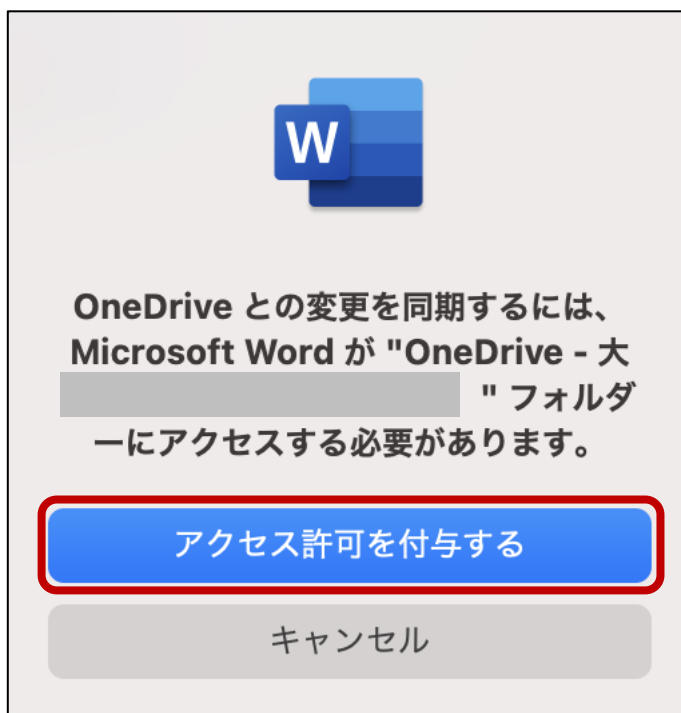 W
OneDrive との変更を同期するには、
Microsoft Word が "OneDrive - 大
" フォルダ
ーにアクセスする必要があります。
アクセス許可を付与する
キャンセル